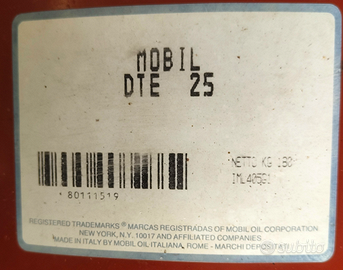 MOBIL
DTE 25
NETTO KG 180
80111519
REGISTERED TRADEMARKS ® MARCAS REGISTRADAS OF MOBIL OIL CORPORATION
NEW YORK, N.Y. 10017 AND AFFILIATED COMPANIES
MADE IN ITALY BY MOBIL OIL ITALIANA, ROME - MARCHI DEPOSITATI
Subito